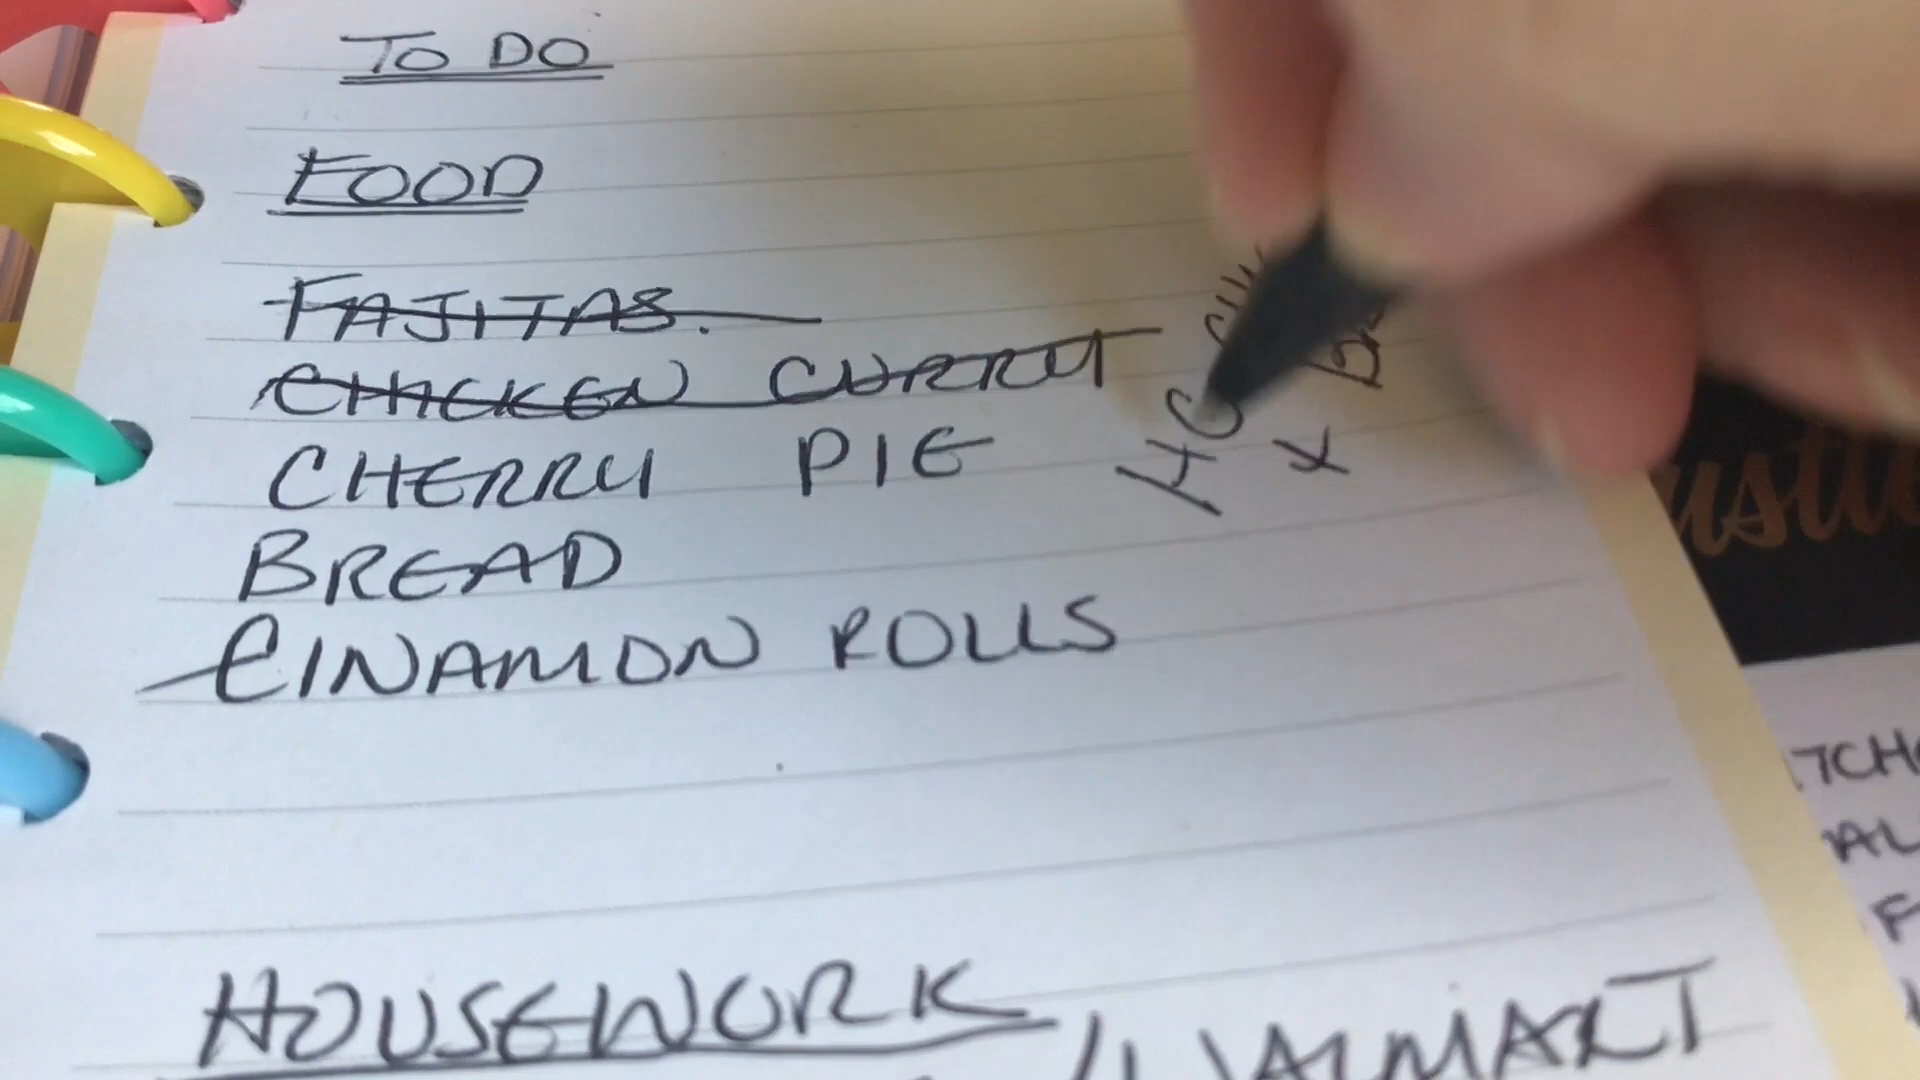 TO DO
FOOD
FAJITAS.
CHICKEN CURRY
CHERRY PIE
BREAD
CINAMON ROLLS
HOUSEWORK
WALMART